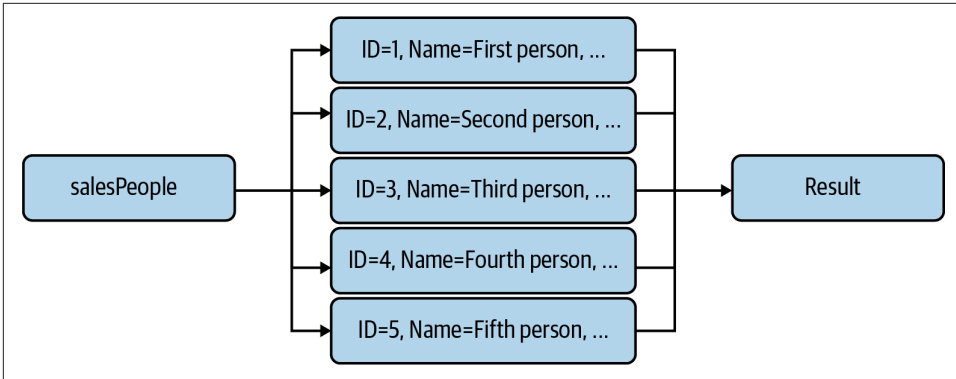 ID=1, Name=First person, ...
ID=2, Name=Second person, ...
salesPeople
ID=3, Name=Third person, ...
Result
ID=4, Name=Fourth person, ...
ID=5, Name=Fifth person, ...